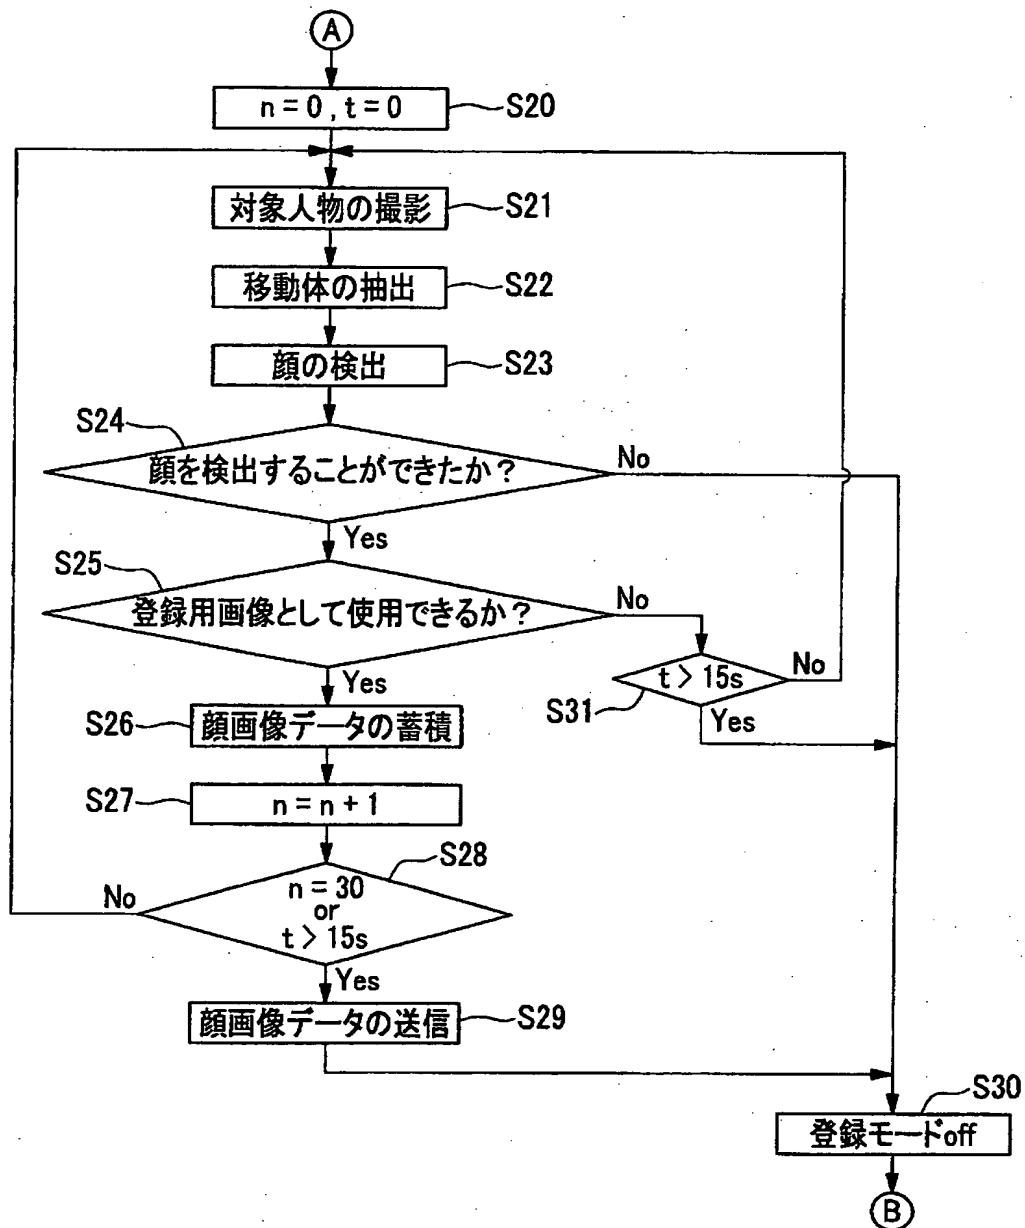 A
n = 0 , t = 0
S20
対象人物の撮影
S21
移動体の抽出
S22
顔の検出
S23
S24
顔を検出することができたか?
No
Yes
S25
登録用画像として使用できるか?
No
Yes
t > 15s
No
S31
Yes
S26
顔画像データの蓄積
S27
n = n + 1
S28
No
n = 30
or
t > 15s
Yes
顔画像データの送信
S29
S30
登録モードoff
B